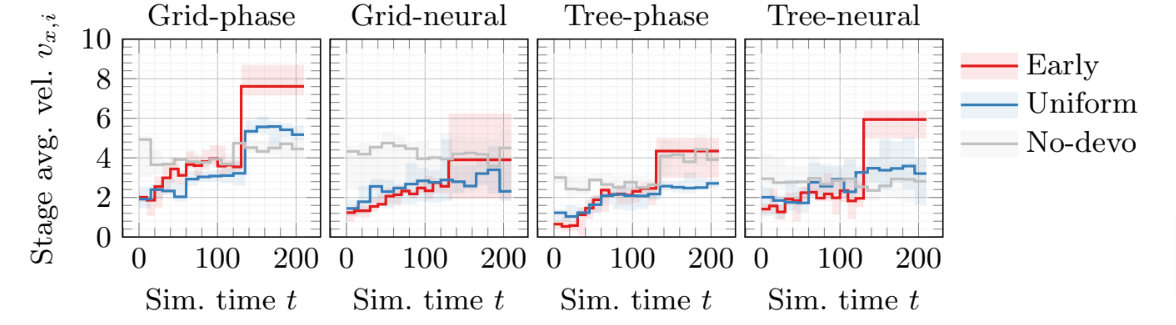 Grid-phase Grid-neural Tree-phase Tree-neural
Stage avg. vel. v_{x,i}
10
8
6
4
2
0
0 100 200 0 100 200 0 100 200 0 100 200
Sim. time t Sim. time t Sim. time t Sim. time t
Early
Uniform
No-devo